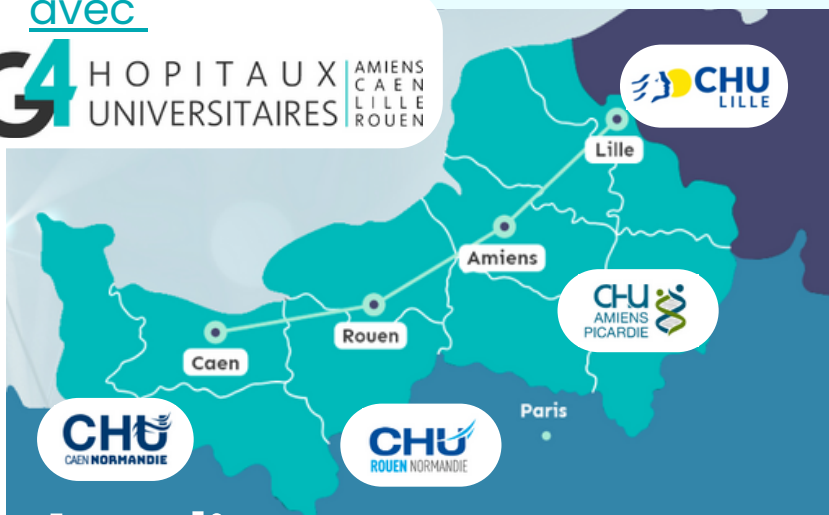 avec
G4 HOPITAUX UNIVERSITAIRES
AMIENS
CAEN
LILLE
ROUEN
CHU
LILLE
Lille
Amiens
CHU
AMIENS
PICARDIE
Rouen
Caen
Paris
CHU
CAEN NORMANDIE
CHU
ROUEN NORMANDIE